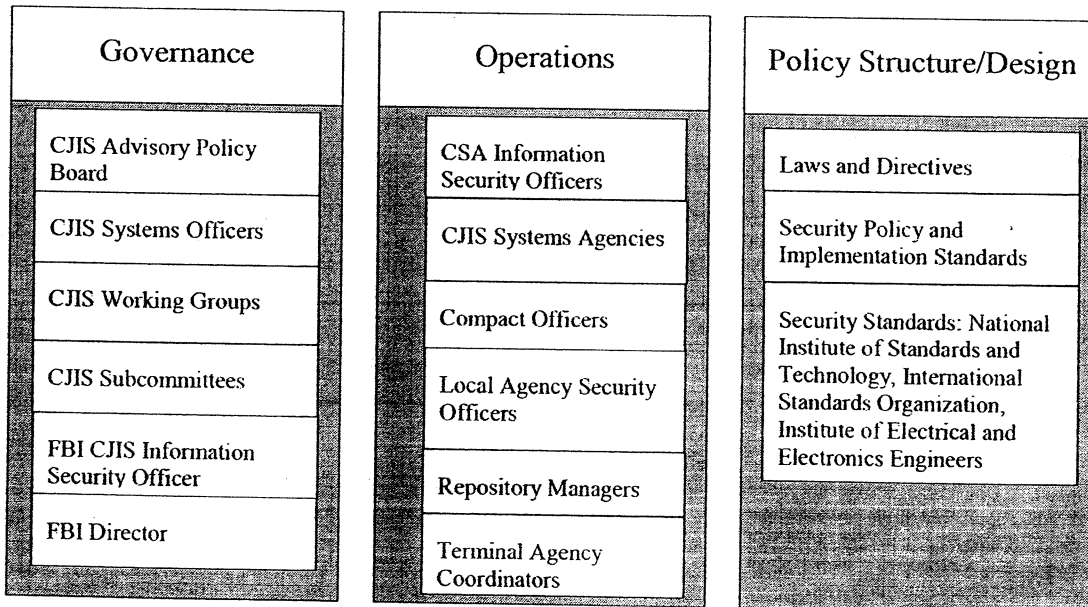 Governance
CJIS Advisory Policy
Board
CJIS Systems Officers
CJIS Working Groups
CJIS Subcommittees
FBI CJIS Information
Security Officer
FBI Director
Operations
CSA Information
Security Officers
CJIS Systems Agencies
Compact Officers
Local Agency Security
Officers
Repository Managers
Terminal Agency
Coordinators
Policy Structure/Design
Laws and Directives
Security Policy and
Implementation Standards
Security Standards: National
Institute of Standards and
Technology, International
Standards Organization,
Institute of Electrical and
Electronics Engineers